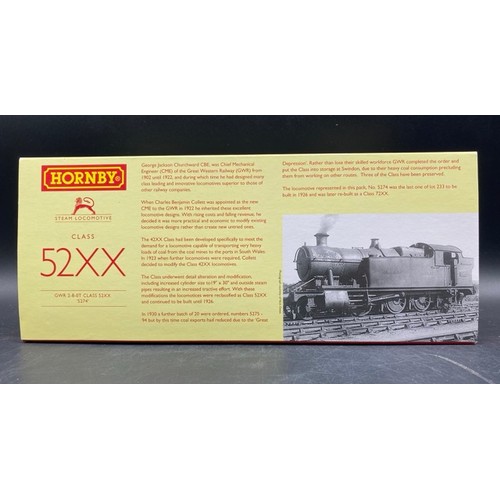 HORNBY®
STEAM LOCOMOTIVE
CLASS
52XX
GWR 2-8-0T CLASS 52XX
'5274'
George Jackson Churchward CBE, was Chief Mechanical
Engineer (CME) of the Great Western Railway (GWR) from
1902 until 1922, and during which time he had designed many
class leading and innovative locomotives superior to those of
other railway companies.
When Charles Benjamin Collett was appointed as the new
CME to the GWR in 1922 he inherited these excellent
locomotive designs. With rising costs and falling revenue, he
decided it was more practical and economic to modify existing
locomotive designs rather than create new untried ones.
The 42XX Class had been developed specifically to meet the
demand for a locomotive capable of transporting very heavy
loads of coal from the coal mines to the ports in South Wales.
In 1923 when further locomotives were required, Collett
decided to modify the Class 42XX locomotives.
The Class underwent detail alteration and modification,
including increased cylinder size to19" x 30" and outside steam
pipes resulting in an increased tractive effort. With these
modifications the locomotives were reclassified as Class 52XX
and continued to be built until 1926.
In 1930 a further batch of 20 were ordered, numbers 5275 -
94 but by this time coal exports had reduced due to the 'Great
Depression'. Rather than lose their skilled workforce GWR completed the order and
put the Class into storage at Swindon, due to their heavy coal consumption precluding
them from working on other routes. Three of the Class have been preserved.
The locomotive represented in this pack, No. 5274 was the last one of lot 233 to be
built in 1926 and was later re-built as a Class 72XX.